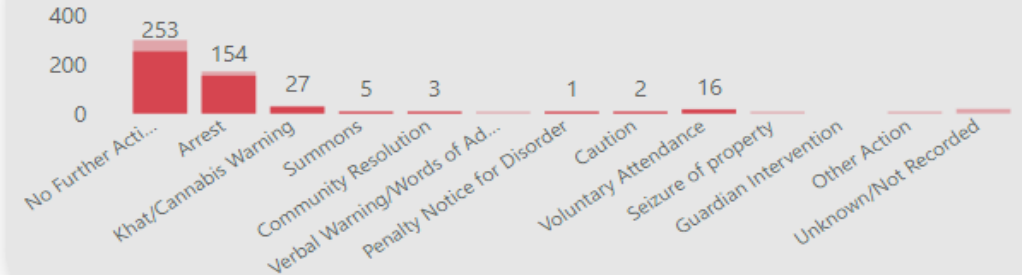 400
200
0
253
154
27
5
3
1
2
16
No Further Acti...
Arrest
Khat/Cannabis Warning
Summons
Community Resolution
Verbal Warning/Words of Ad...
Penalty Notice for Disorder
Caution
Voluntary Attendance
Seizure of property
Guardian Intervention
Other Action
Unknown/Not Recorded